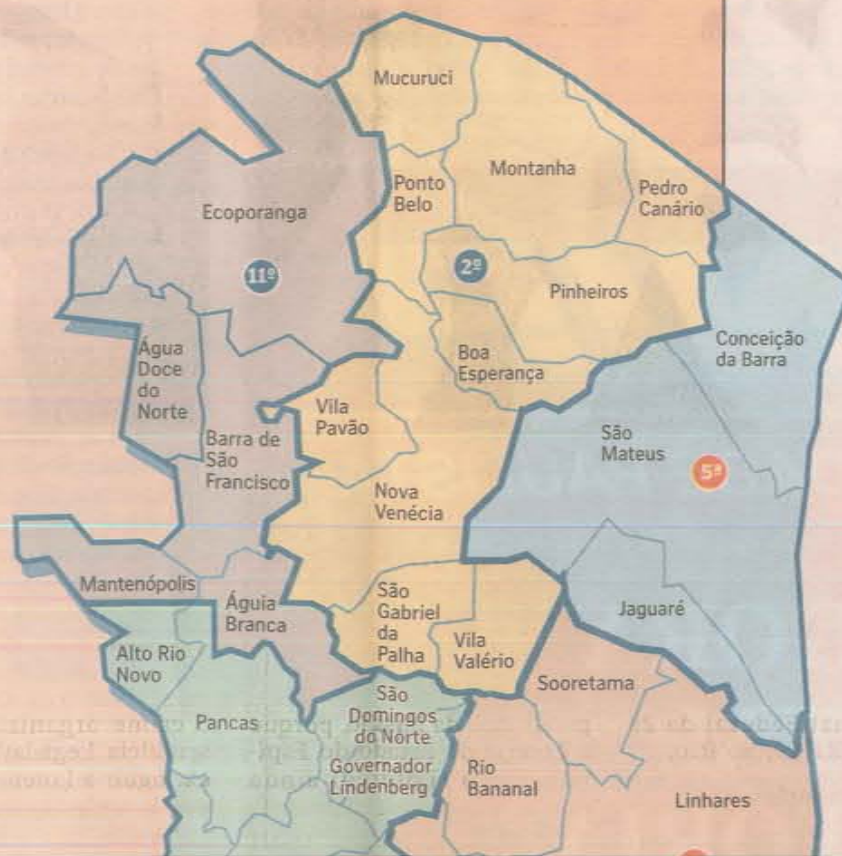 Mucuruci
Montanha
Ponto
Belo
Pedro
Canário
Ecoporanga
11º
2º
Pinheiros
Conceição
da Barra
Água
Doce
do
Norte
Boa
Esperança
Vila
Pavão
Barra de
São
Francisco
São
Mateus
5ª
Nova
Venécia
Mantenópolis
Águia
Branca
São
Gabriel
da
Palha
Vila
Valério
Jaguaré
Alto Rio
Novo
Sooretama
Pancas
São
Domingos
do Norte
Governador
Lindenberg
Rio
Bananal
Linhares